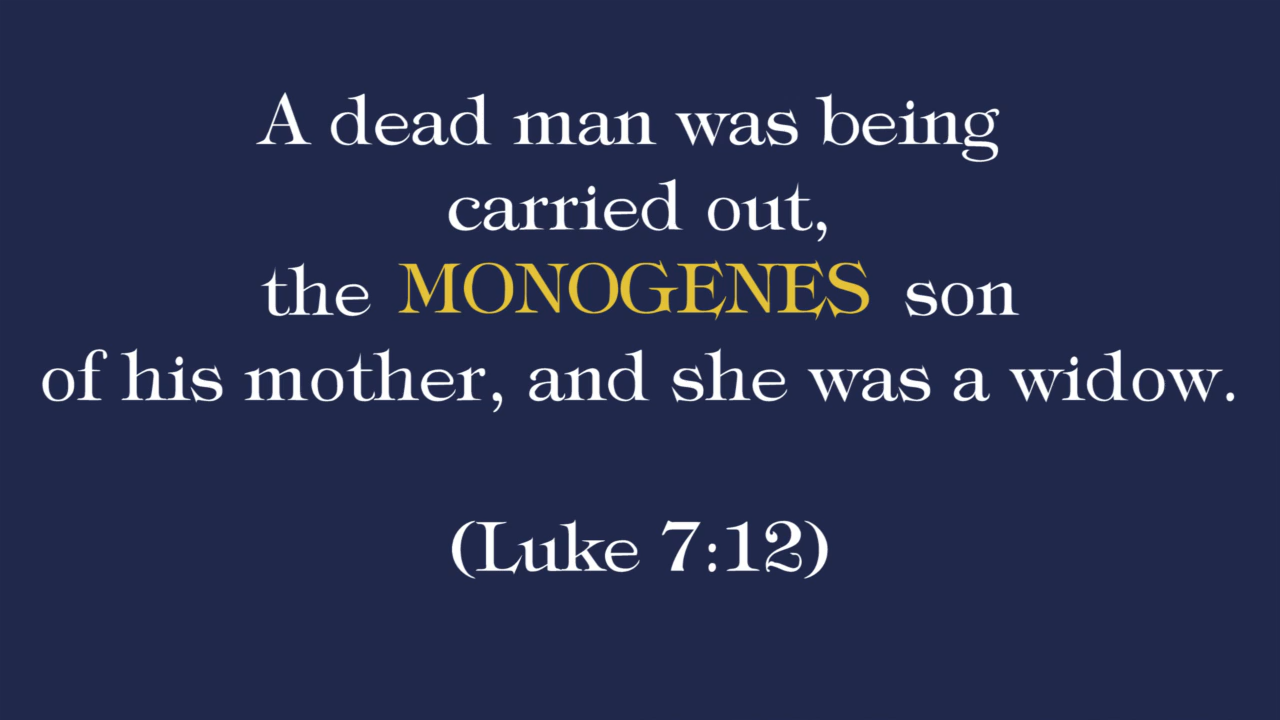 A dead man was being
carried out,
the MONOGENES son
of his mother, and she was a widow.
(Luke 7:12)